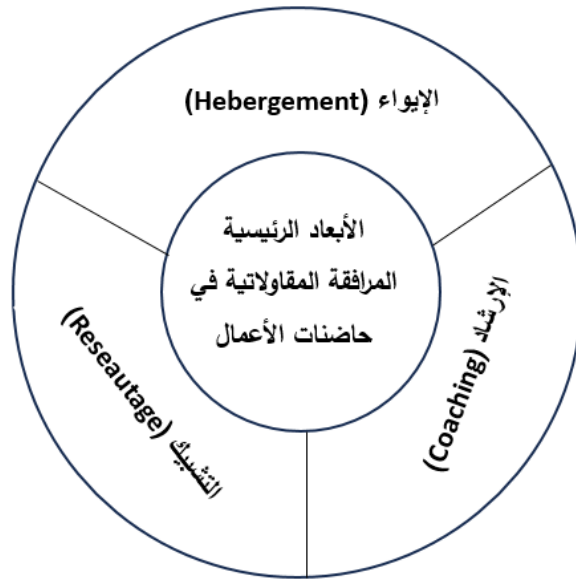 الإيواء (Hebergement)
الأبعاد الرئيسية
المرافقة المقاولاتية في
حاضنات الأعمال
الإرشاد (Coaching)
التشبيك (Reseautage)